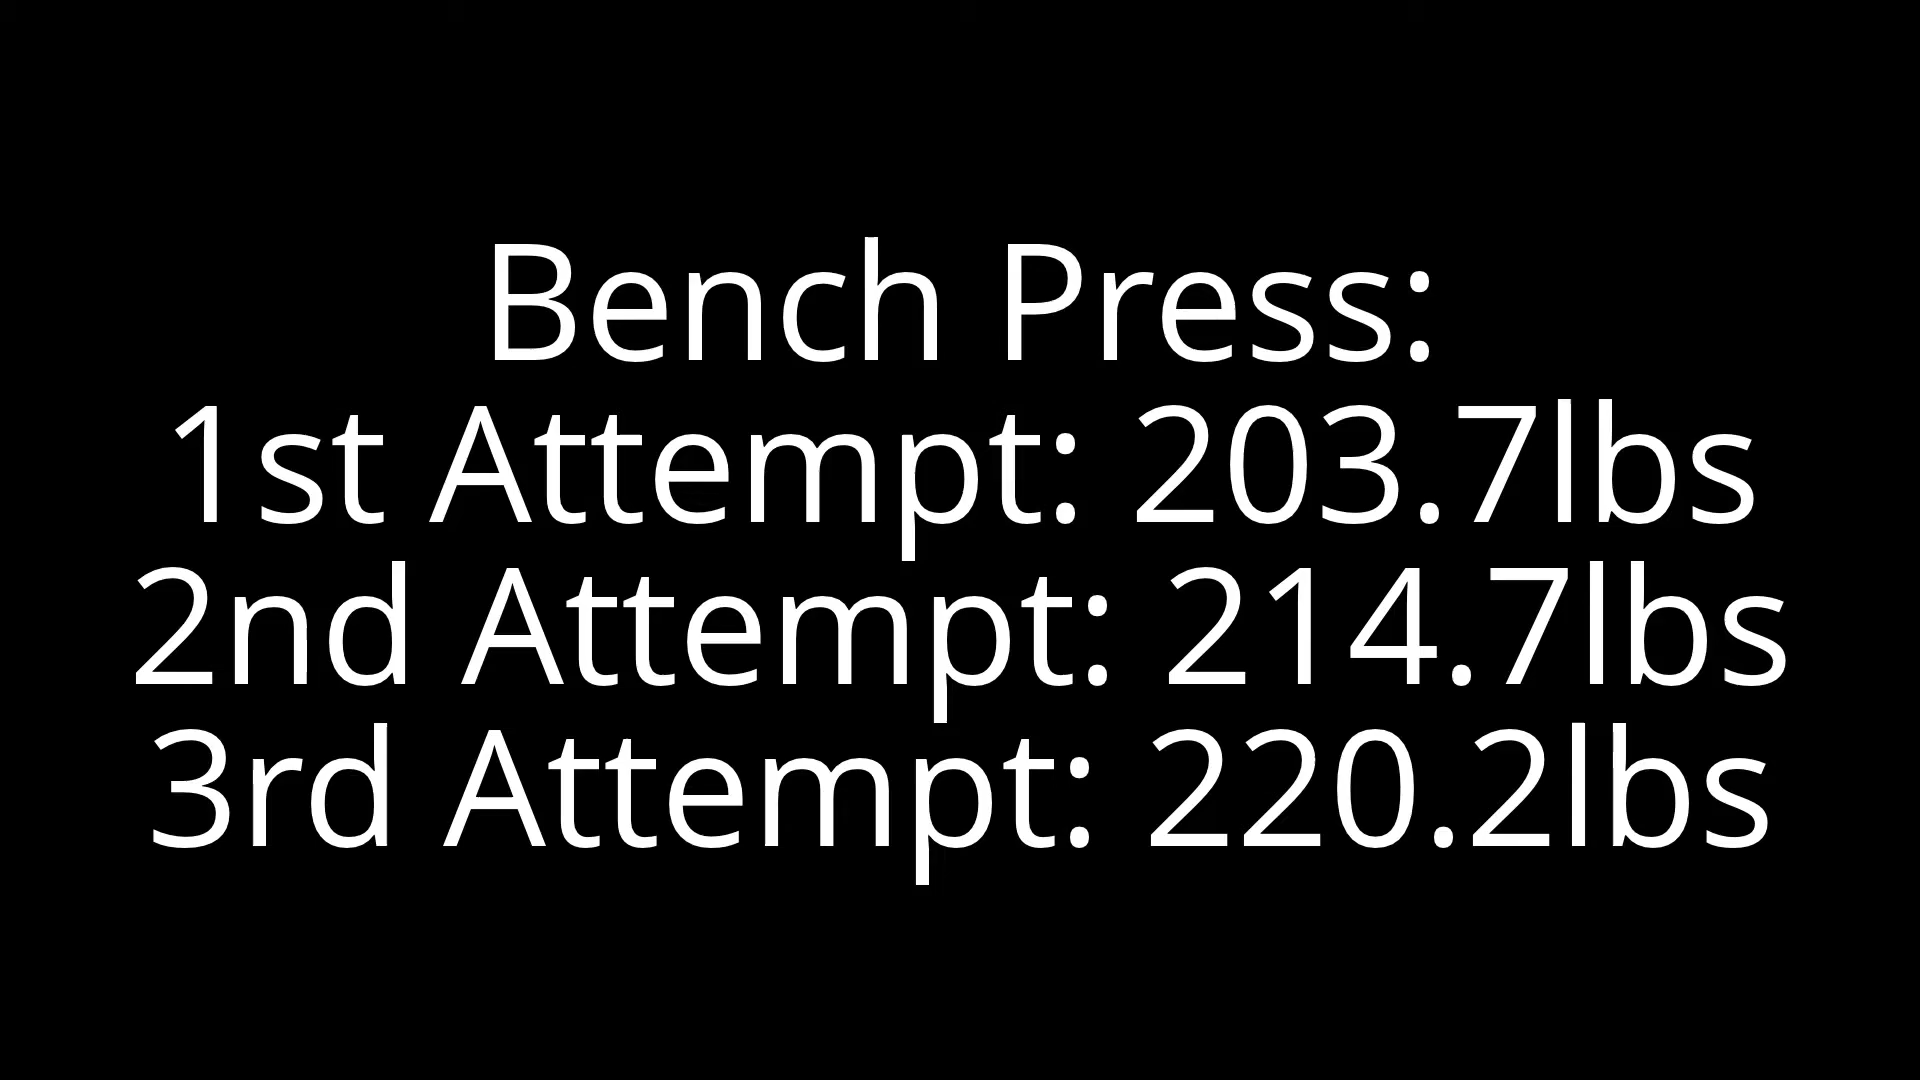 Bench Press:
1st Attempt: 203.7lbs
2nd Attempt: 214.7lbs
3rd Attempt: 220.2lbs